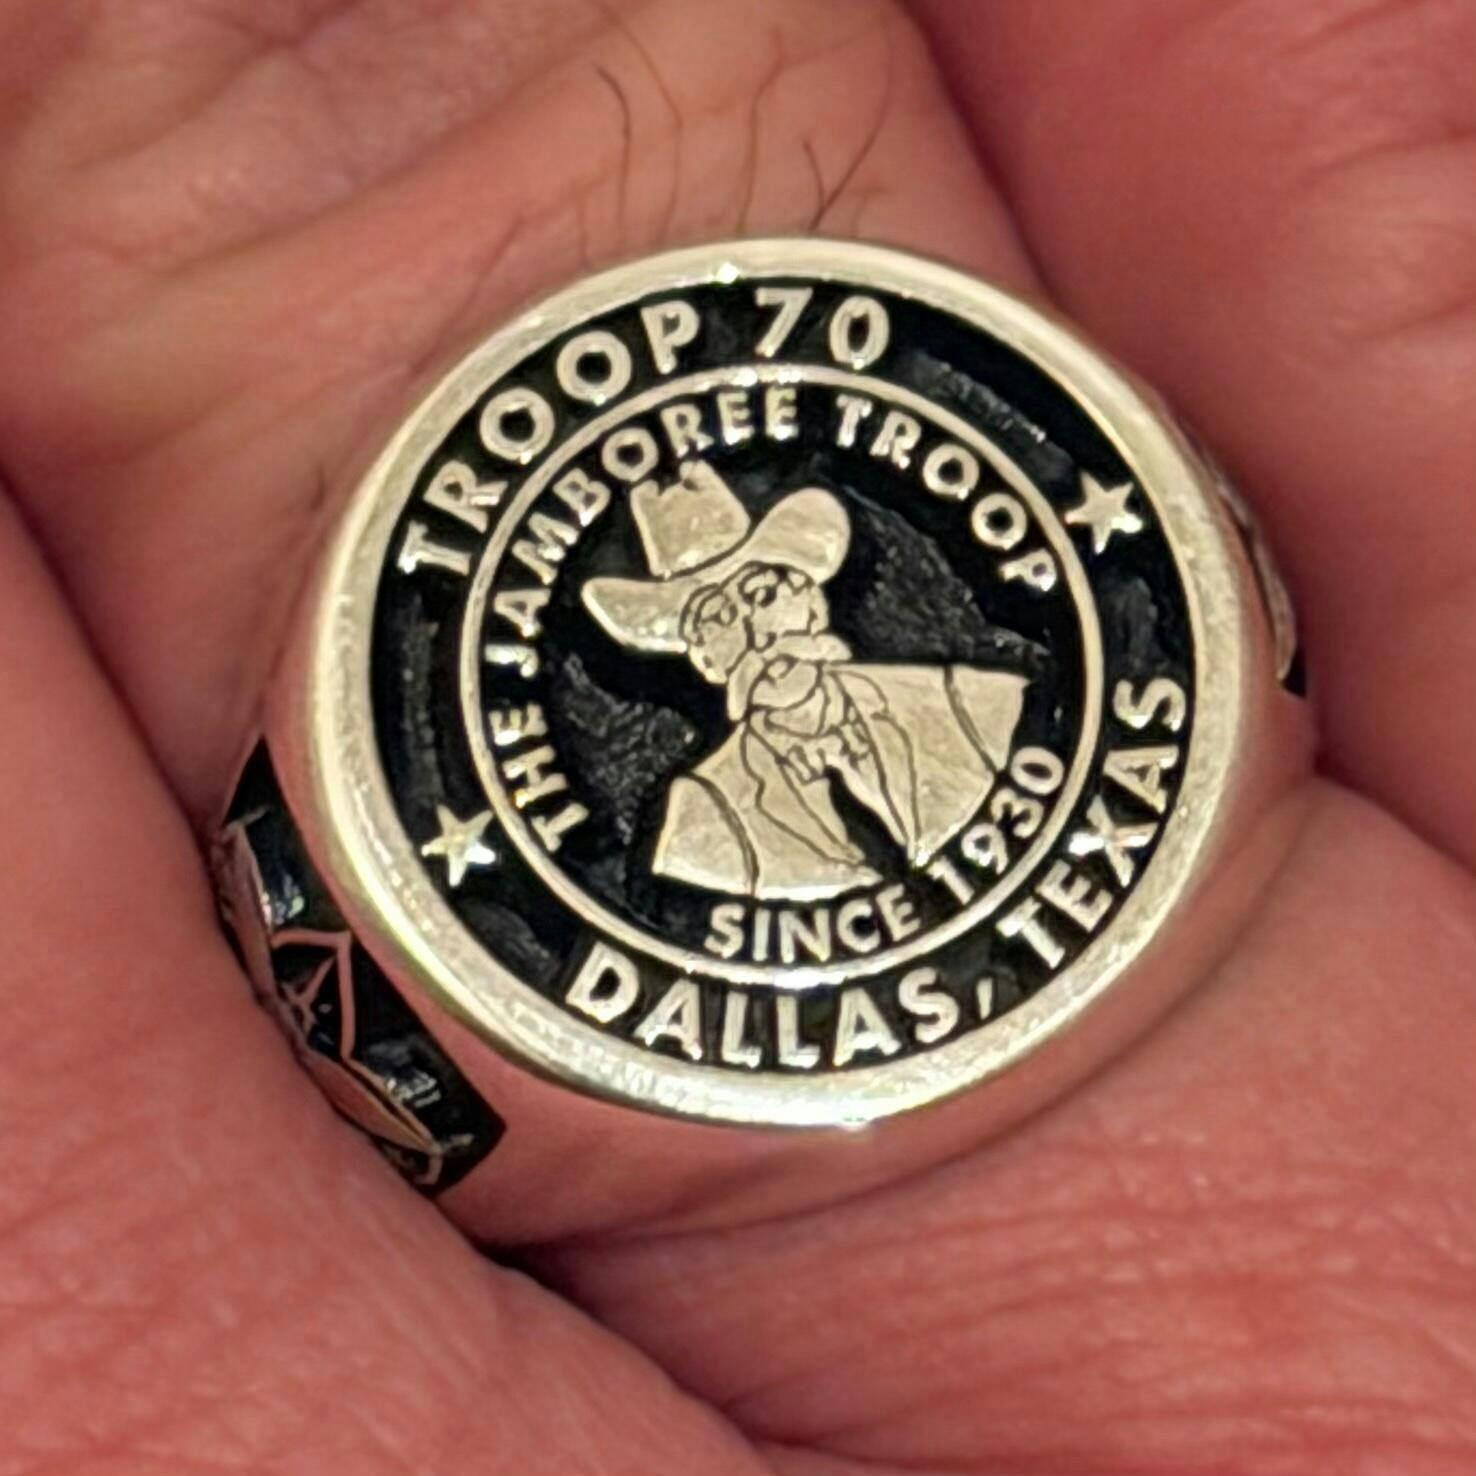 TROOP 70
THE JAMBOREE TROOP
SINCE 1930
DALLAS, TEXAS